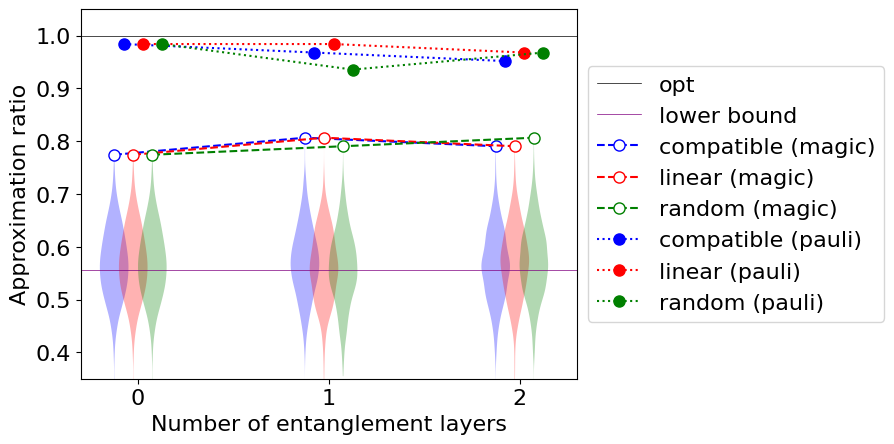 1.0
0.9
0.8
0.7
0.6
0.5
0.4
Approximation ratio
0
1
2
Number of entanglement layers
opt
lower bound
compatible (magic)
linear (magic)
random (magic)
compatible (pauli)
linear (pauli)
random (pauli)